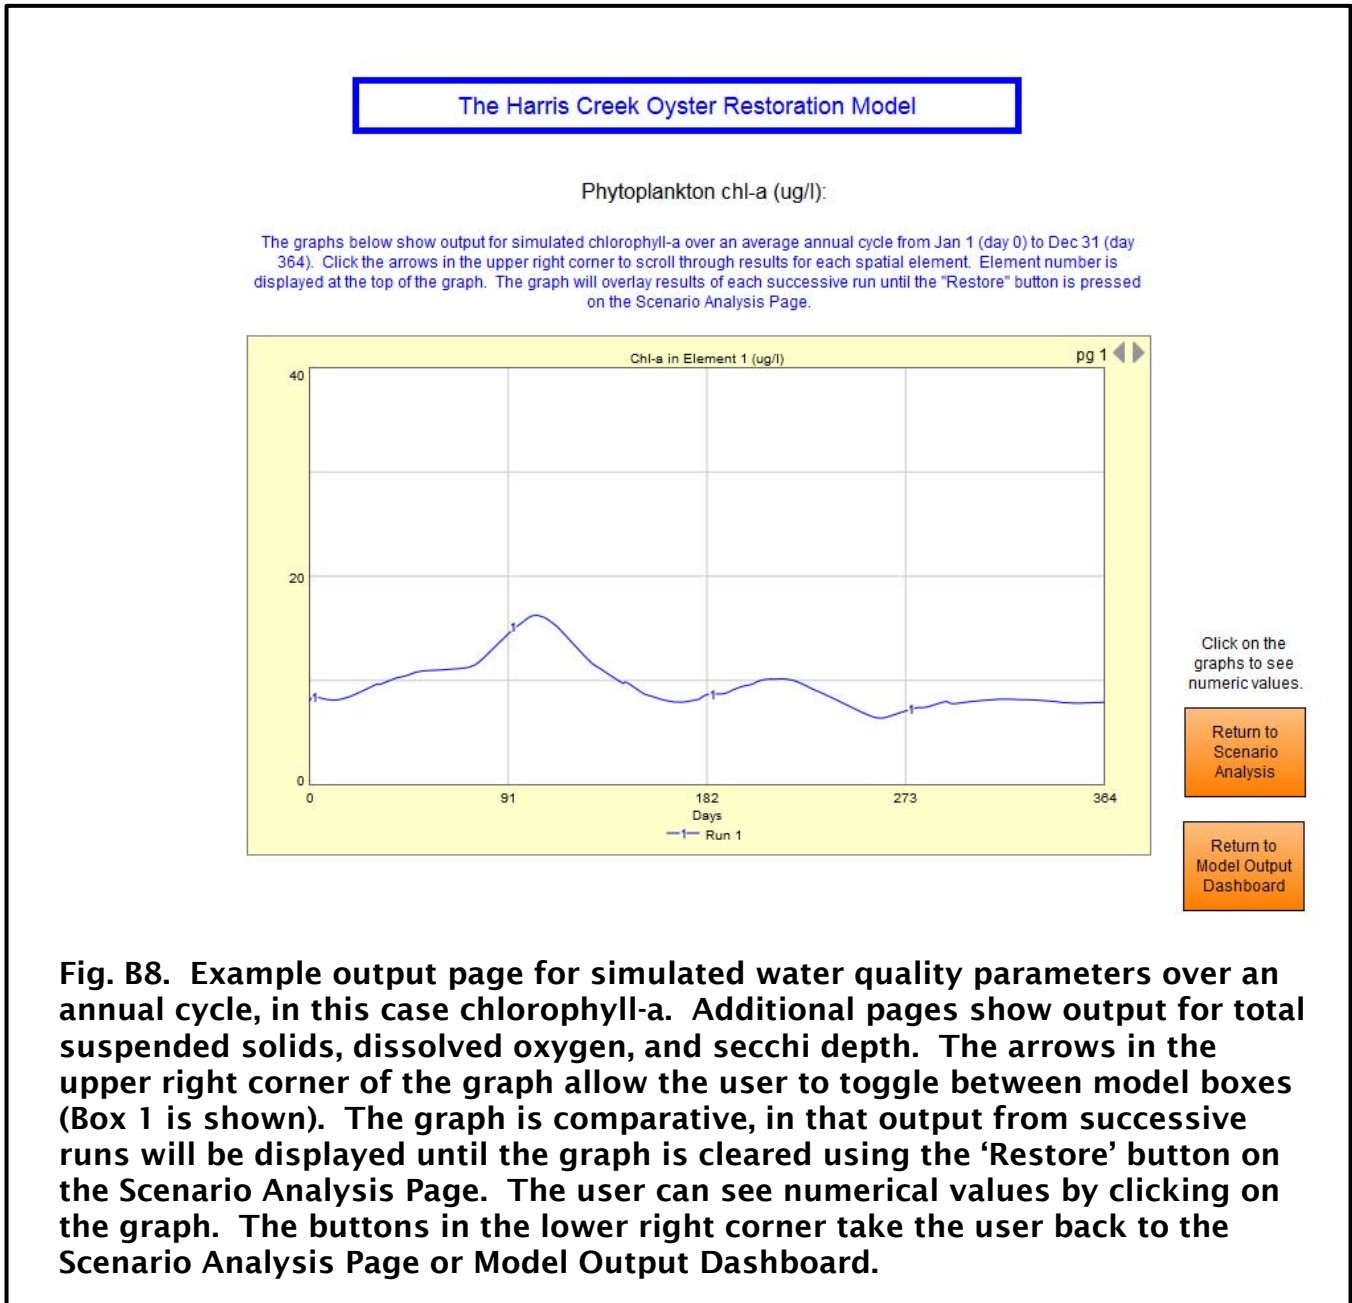 The Harris Creek Oyster Restoration Model
Phytoplankton chl-a (ug/l):
The graphs below show output for simulated chlorophyll-a over an average annual cycle from Jan 1 (day 0) to Dec 31 (day
364). Click the arrows in the upper right corner to scroll through results for each spatial element. Element number is
displayed at the top of the graph. The graph will overlay results of each successive run until the "Restore" button is pressed
on the Scenario Analysis Page.
Chl-a in Element 1 (ug/l)
pg 1
40
20
0
1
1
1
1
0 91 182 273 364
Days
1 Run 1
Click on the
graphs to see
numeric values.
Return to
Scenario
Analysis
Return to
Model Output
Dashboard
Fig. B8. Example output page for simulated water quality parameters over an
annual cycle, in this case chlorophyll-a. Additional pages show output for total
suspended solids, dissolved oxygen, and secchi depth. The arrows in the
upper right corner of the graph allow the user to toggle between model boxes
(Box 1 is shown). The graph is comparative, in that output from successive
runs will be displayed until the graph is cleared using the ‘Restore’ button on
the Scenario Analysis Page. The user can see numerical values by clicking on
the graph. The buttons in the lower right corner take the user back to the
Scenario Analysis Page or Model Output Dashboard.